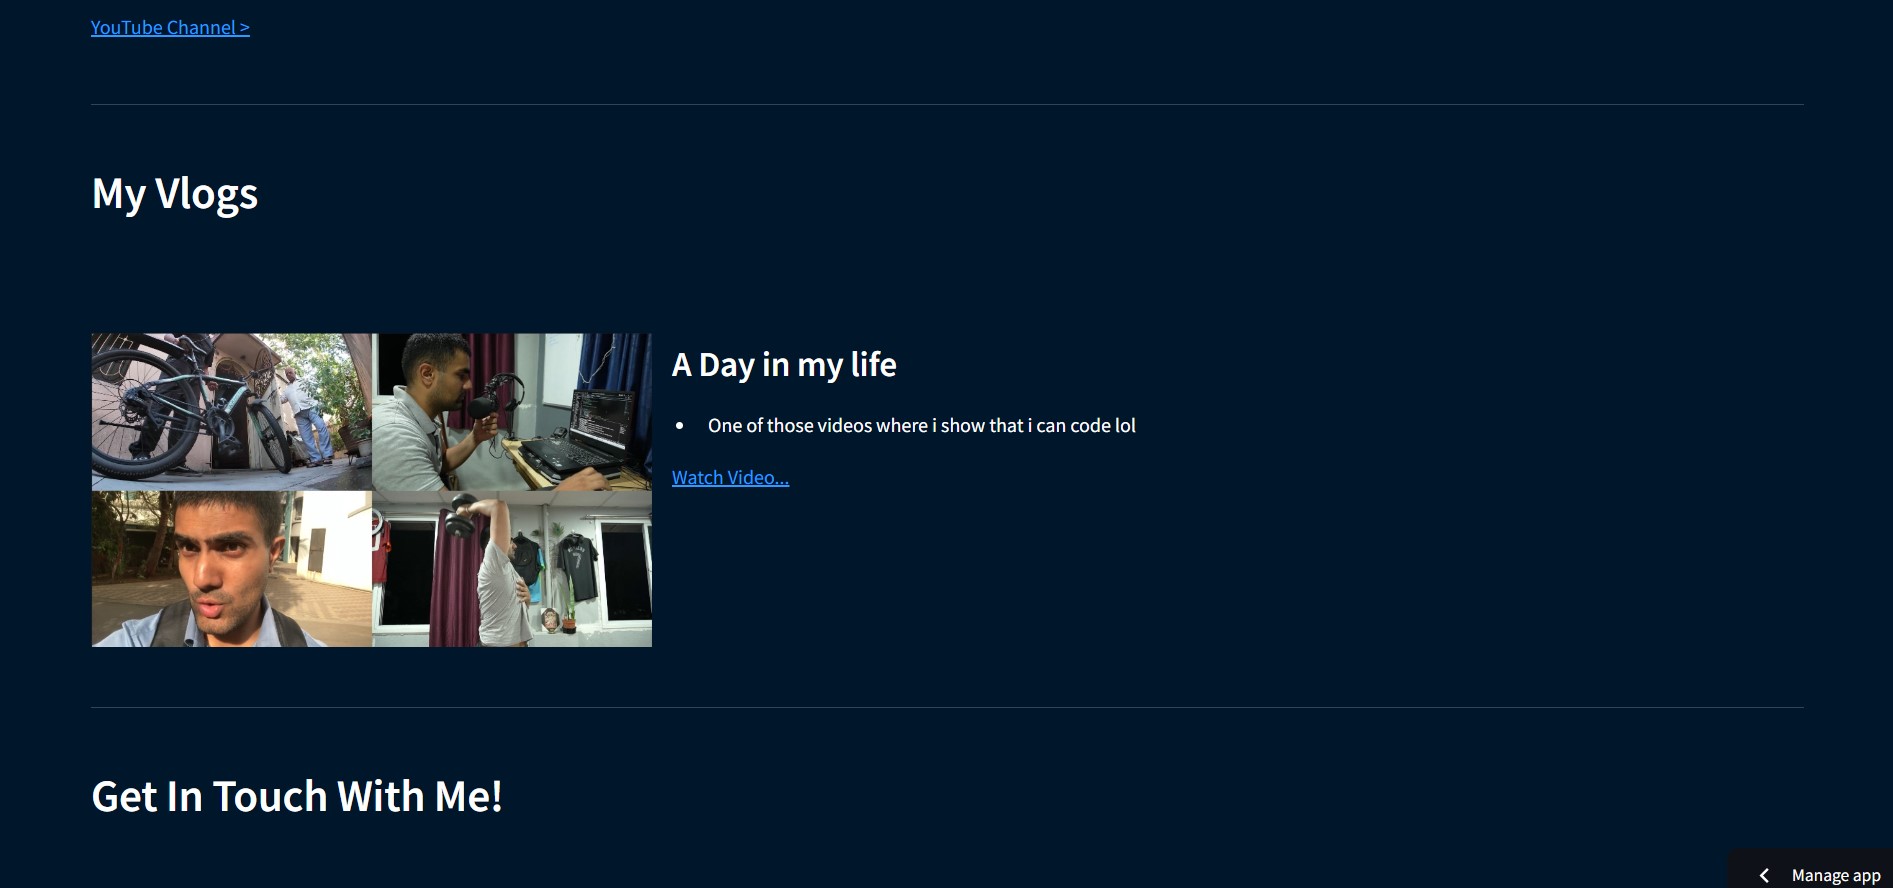 YouTube Channel >
My Vlogs
A Day in my life
One of those videos where i show that i can code lol
Watch Video...
7
Get In Touch With Me!
Manage app